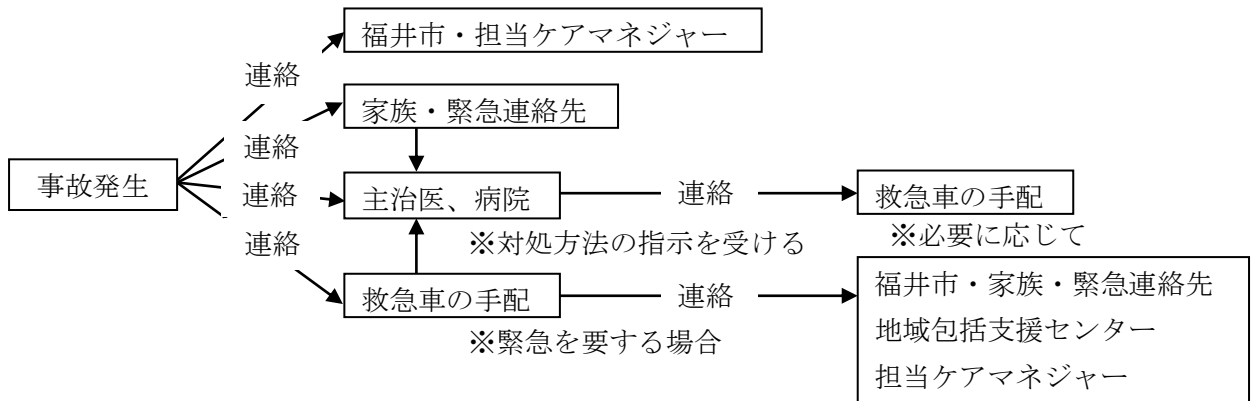 福井市・担当ケアマネジャー
連絡
家族・緊急連絡先
連絡
事故発生
連絡
主治医、病院
連絡
救急車の手配
※対処方法の指示を受ける
※必要に応じて
連絡
救急車の手配
連絡
※緊急を要する場合
福井市・家族・緊急連絡先
地域包括支援センター
担当ケアマネジャー